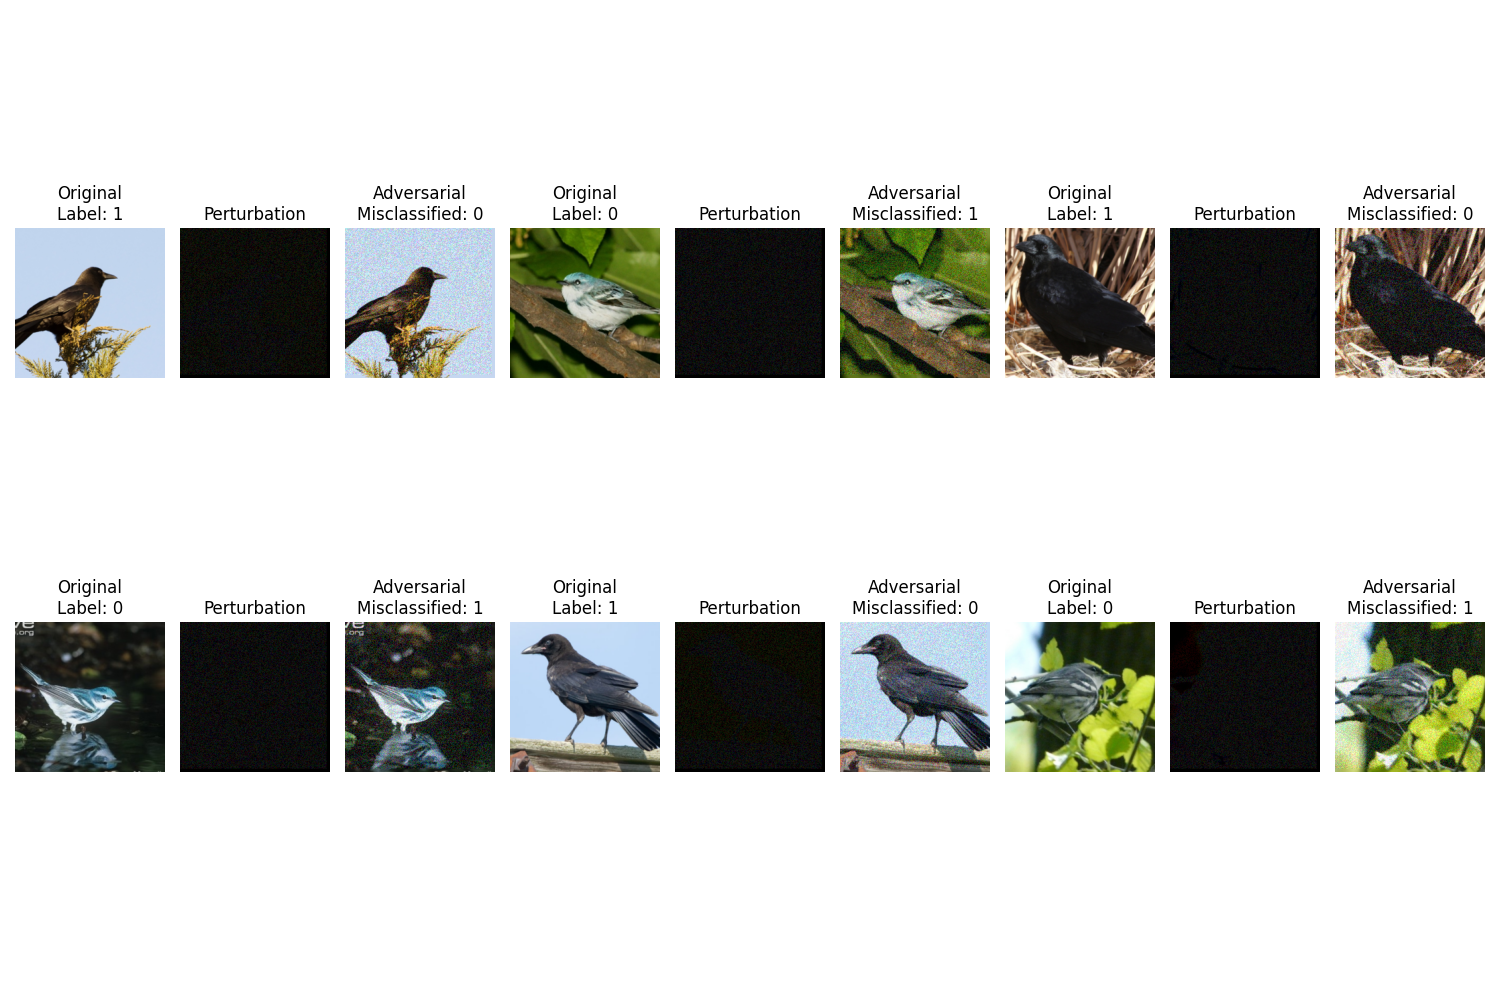 Original
Label: 1
Perturbation
Adversarial
Misclassified: 0
Original
Label: 0
Perturbation
Adversarial
Misclassified: 1
Original
Label: 1
Perturbation
Adversarial
Misclassified: 0
Original
Label: 0
Perturbation
Adversarial
Misclassified: 1
Original
Label: 1
Perturbation
Adversarial
Misclassified: 0
Original
Label: 0
Perturbation
Adversarial
Misclassified: 1
.org
.org